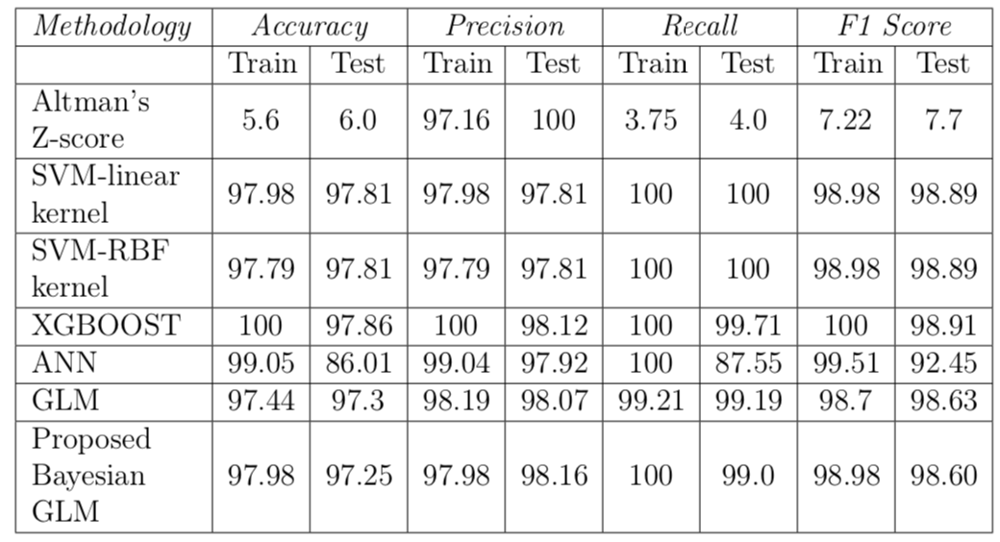 Methodology Accuracy Precision Recall F1 Score
Train Test Train Test Train Test Train Test
Altman's
Z-score 5.6 6.0 97.16 100 3.75 4.0 7.22 7.7
SVM-linear
kernel 97.98 97.81 97.98 97.81 100 100 98.98 98.89
SVM-RBF
kernel 97.79 97.81 97.79 97.81 100 100 98.98 98.89
XGBOOST 100 97.86 100 98.12 100 99.71 100 98.91
ANN 99.05 86.01 99.04 97.92 100 87.55 99.51 92.45
GLM 97.44 97.3 98.19 98.07 99.21 99.19 98.7 98.63
Proposed
Bayesian 97.98 97.25 97.98 98.16 100 99.0 98.98 98.60
GLM